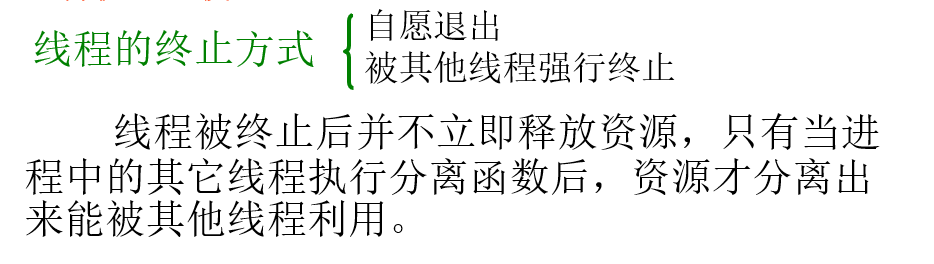 线程的终止方式
自愿退出
被其他线程强行终止
线程被终止后并不立即释放资源，只有当进
程中的其它线程执行分离函数后，资源才分离出
来能被其他线程利用。